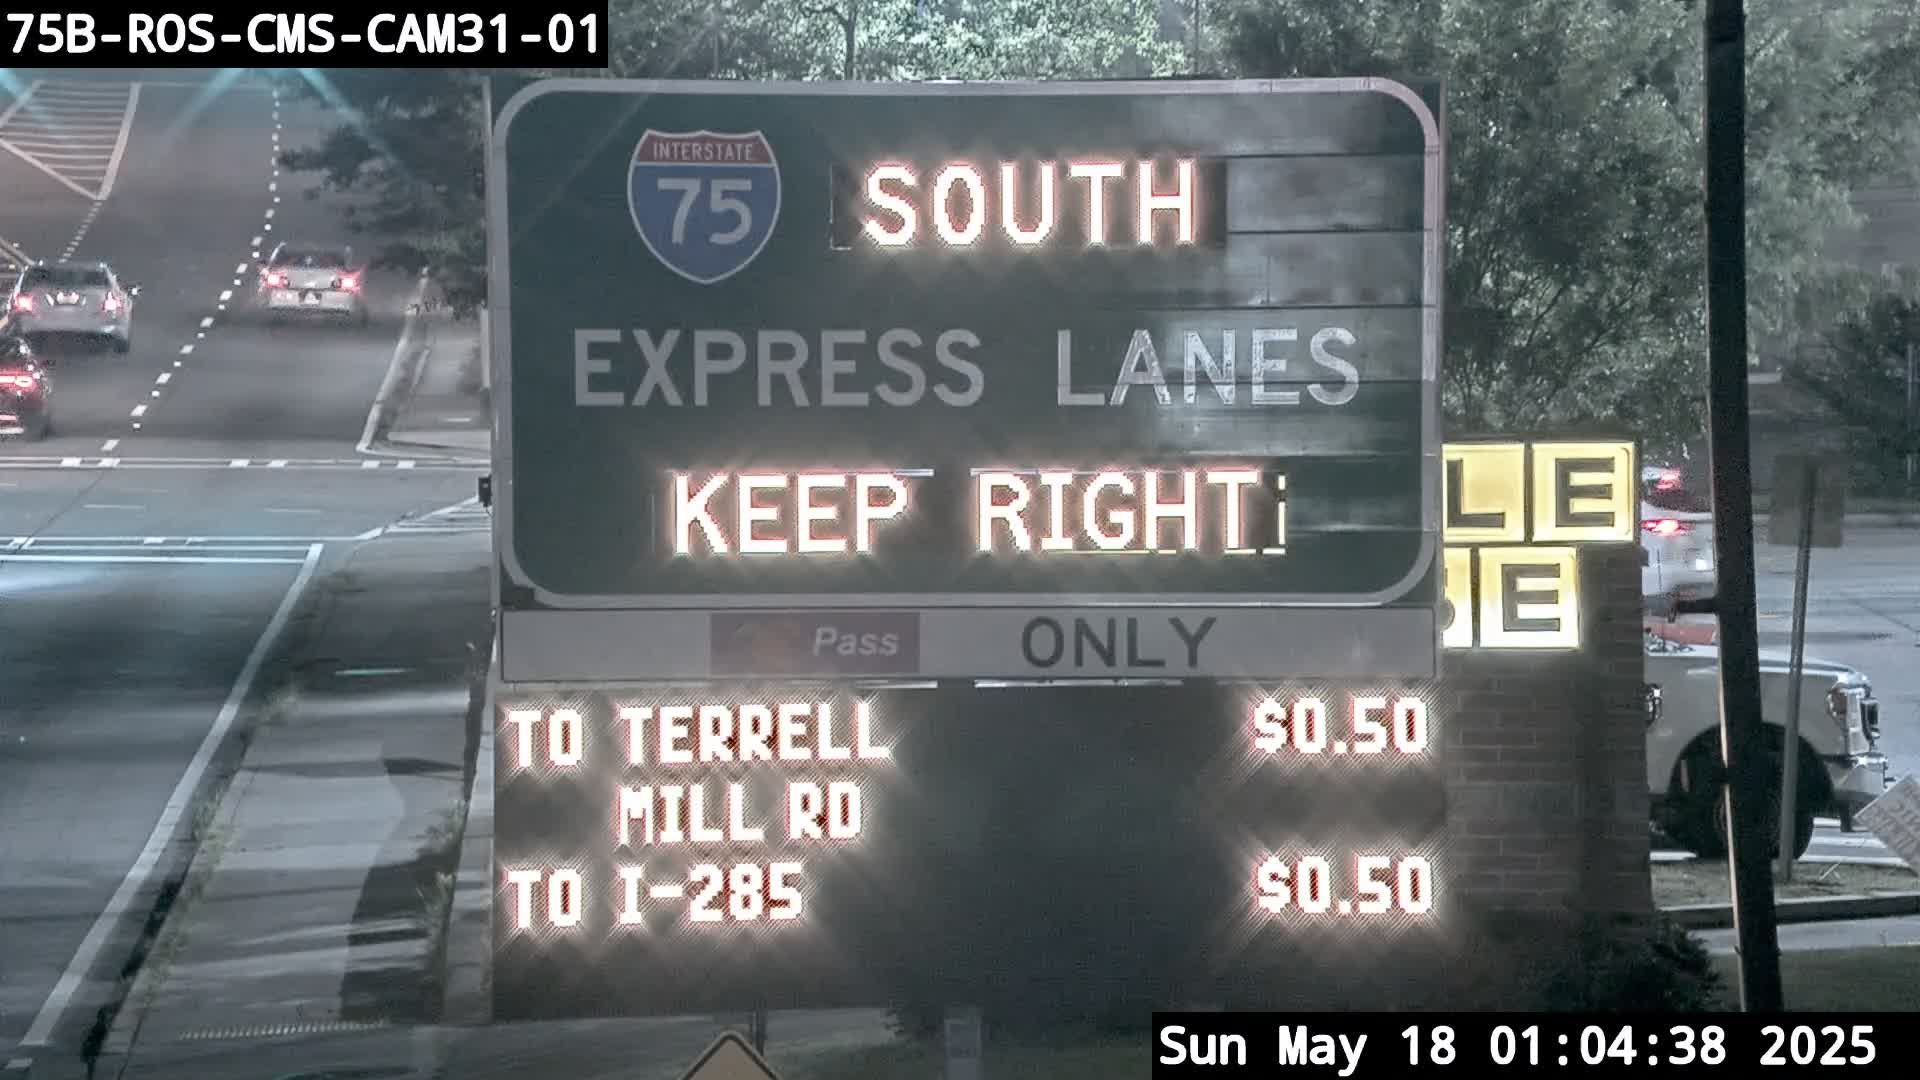 75B-ROS-CMS-CAM31-01
INTERSTATE
75
SOUTH
EXPRESS LANES
KEEP RIGHT
Pass ONLY
TO TERRELL $0.50
MILL RD
TO I-285 $0.50
LE
E
Sun May 18 01:04:38 2025